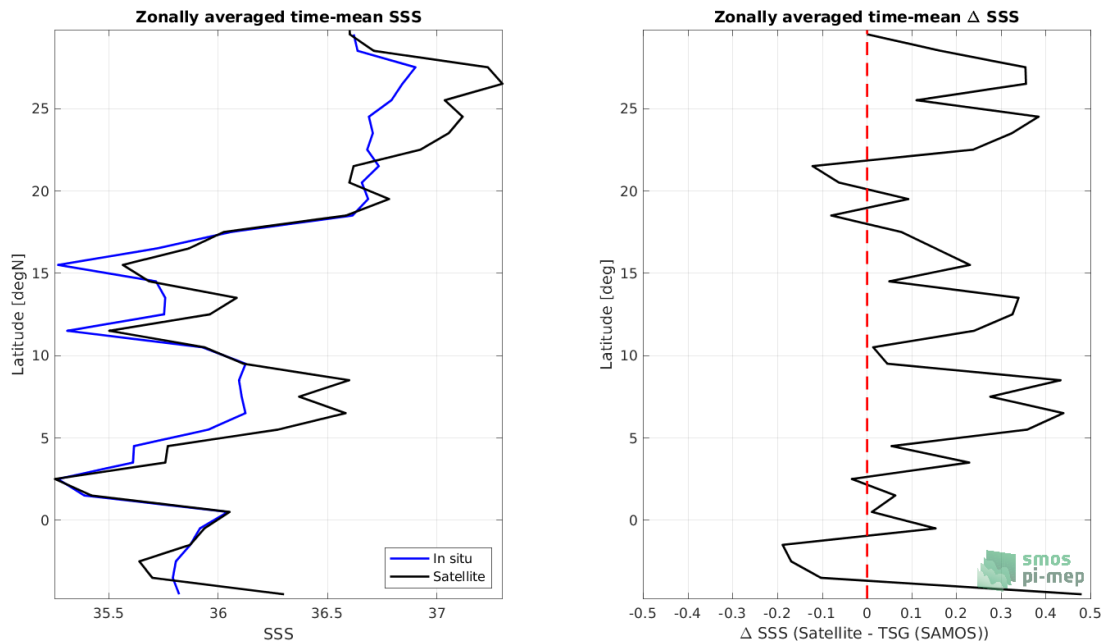 Zonally averaged time-mean SSS
Latitude [degN]
25
20
15
10
5
0
35.5 36 36.5 37
SSS
In situ
Satellite
Zonally averaged time-mean Δ SSS
Latitude [deg]
25
20
15
10
5
0
-0.5 -0.4 -0.3 -0.2 -0.1 0 0.1 0.2 0.3 0.4 0.5
Δ SSS (Satellite - TSG (SAMOS))
smos
pi-mep